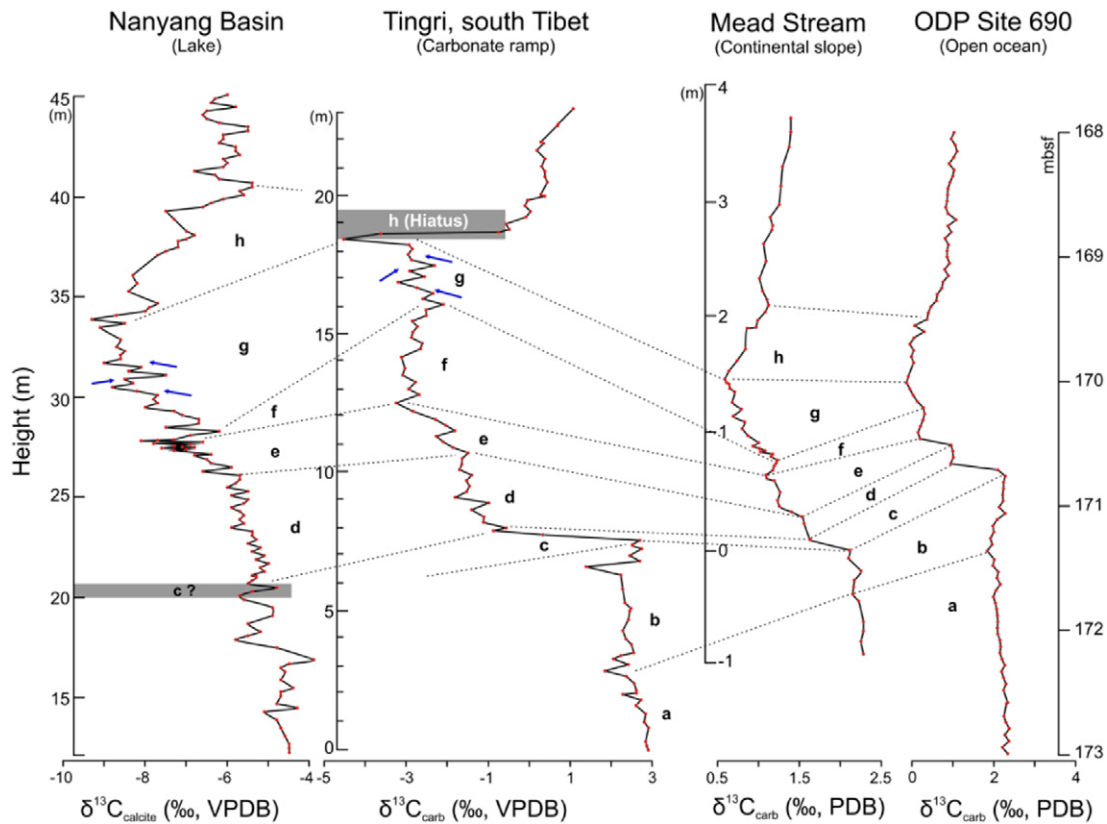 Nanyang Basin
(Lake)
Tingri, south Tibet
(Carbonate ramp)
Mead Stream
(Continental slope)
ODP Site 690
(Open ocean)
Height (m)
45
(m)
40
35
30
25
20
15
h
g
f
e
e
d
c ?
-10
-8
-6
-4
δ13Ccalcite (‰, VPDB)
(m)
20
15
10
5
0
h (Hiatus)
g
f
e
d
c
b
a
-5
-3
-1
1
3
δ13Ccarb (‰, VPDB)
(m)
4
3
2
1
0
-1
h
g
f
e
d
c
b
a
0.5
1.5
2.5
δ13Ccarb (‰, PDB)
mbsf
168
169
170
171
172
173
0
2
4
δ13Ccarb (‰, PDB)